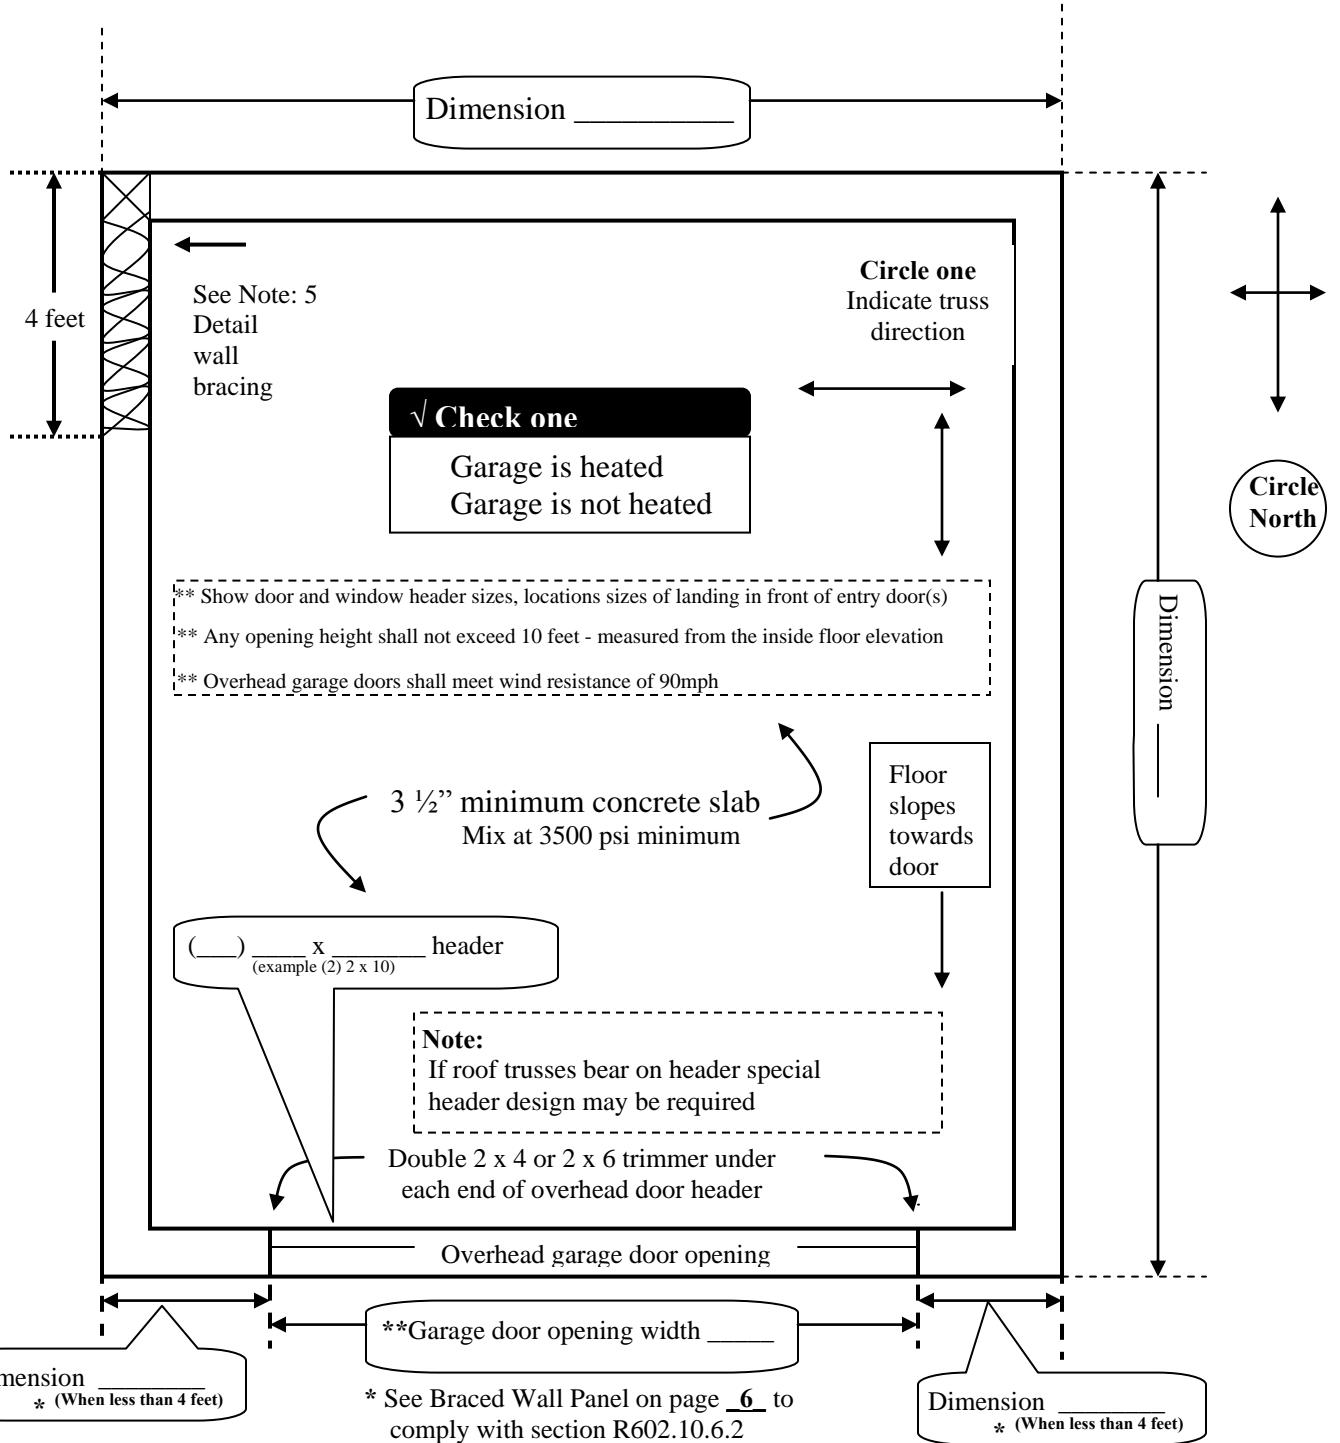 Dimension __________
4 feet
See Note: 5
Detail
wall
bracing
Circle one
Indicate truss
direction
√ Check one
Garage is heated
Garage is not heated
Circle
North
** Show door and window header sizes, locations sizes of landing in front of entry door(s)
** Any opening height shall not exceed 10 feet - measured from the inside floor elevation
** Overhead garage doors shall meet wind resistance of 90mph
Dimension _____
3 ½” minimum concrete slab
Mix at 3500 psi minimum
Floor
slopes
towards
door
(___) ____ x _______ header
(example (2) 2 x 10)
Note:
If roof trusses bear on header special
header design may be required
Double 2 x 4 or 2 x 6 trimmer under
each end of overhead door header
Overhead garage door opening
**Garage door opening width _____
mension ________
* (When less than 4 feet)
* See Braced Wall Panel on page _6_ to
comply with section R602.10.6.2
Dimension ________
* (When less than 4 feet)